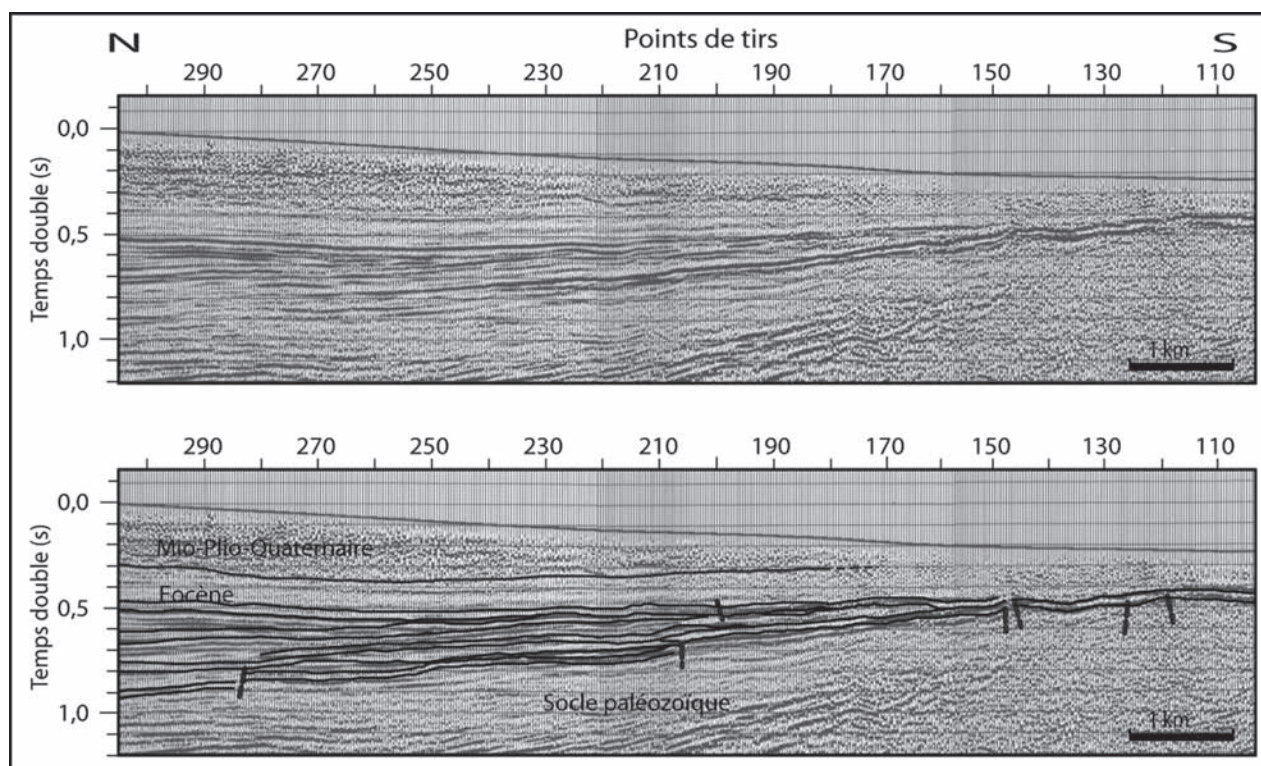 N Points de tirs S
290 270 250 230 210 190 170 150 130 110
0,0
0,5
1,0
Temps double (s)
1 km
290 270 250 230 210 190 170 150 130 110
0,0
Mio-Plio-Quaternaire
Eocène
0,5
Socle paléozoïque
1,0
Temps double (s)
1 km